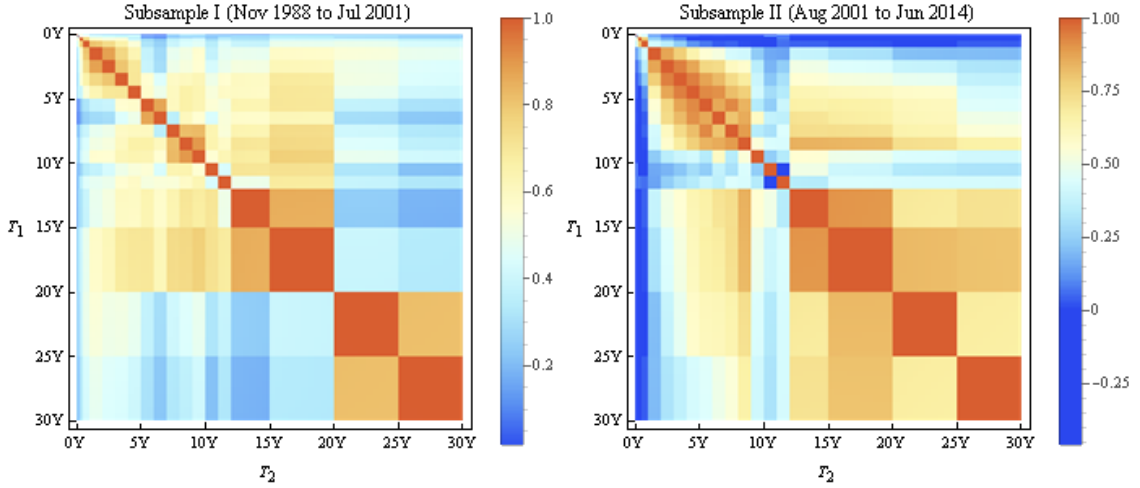 Subsample I (Nov 1988 to Jul 2001)
0Y
5Y
10Y
15Y
20Y
25Y
30Y
r1
0Y 5Y 10Y 15Y 20Y 25Y 30Y
r2
1.0
0.8
0.6
0.4
0.2
Subsample II (Aug 2001 to Jun 2014)
0Y
5Y
10Y
15Y
20Y
25Y
30Y
r1
0Y 5Y 10Y 15Y 20Y 25Y 30Y
r2
1.00
0.75
0.50
0.25
0
-0.25